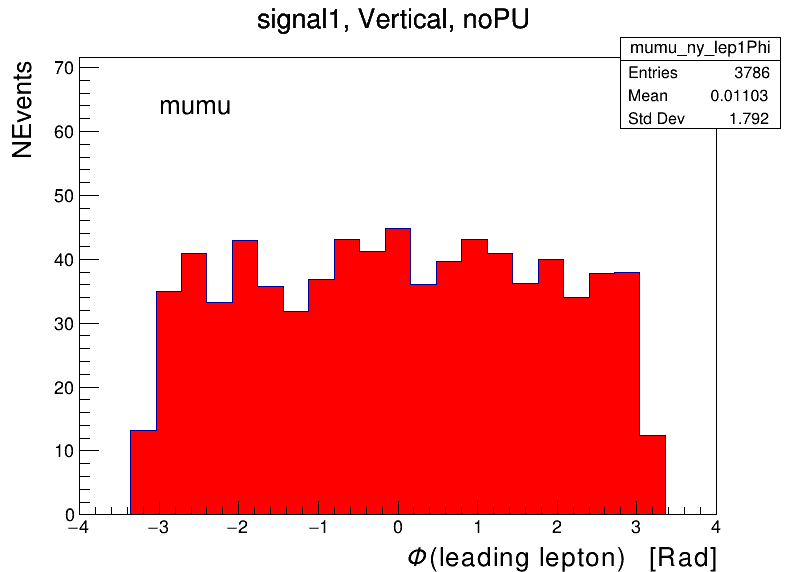 signal1, Vertical, noPU
mumu_ny_lep1Phi
Entries 3786
Mean 0.01103
Std Dev 1.792
NEvents
mumu
70
60
50
40
30
20
10
0
−4 −3 −2 −1 0 1 2 3 4
Φ(leading lepton) [Rad]